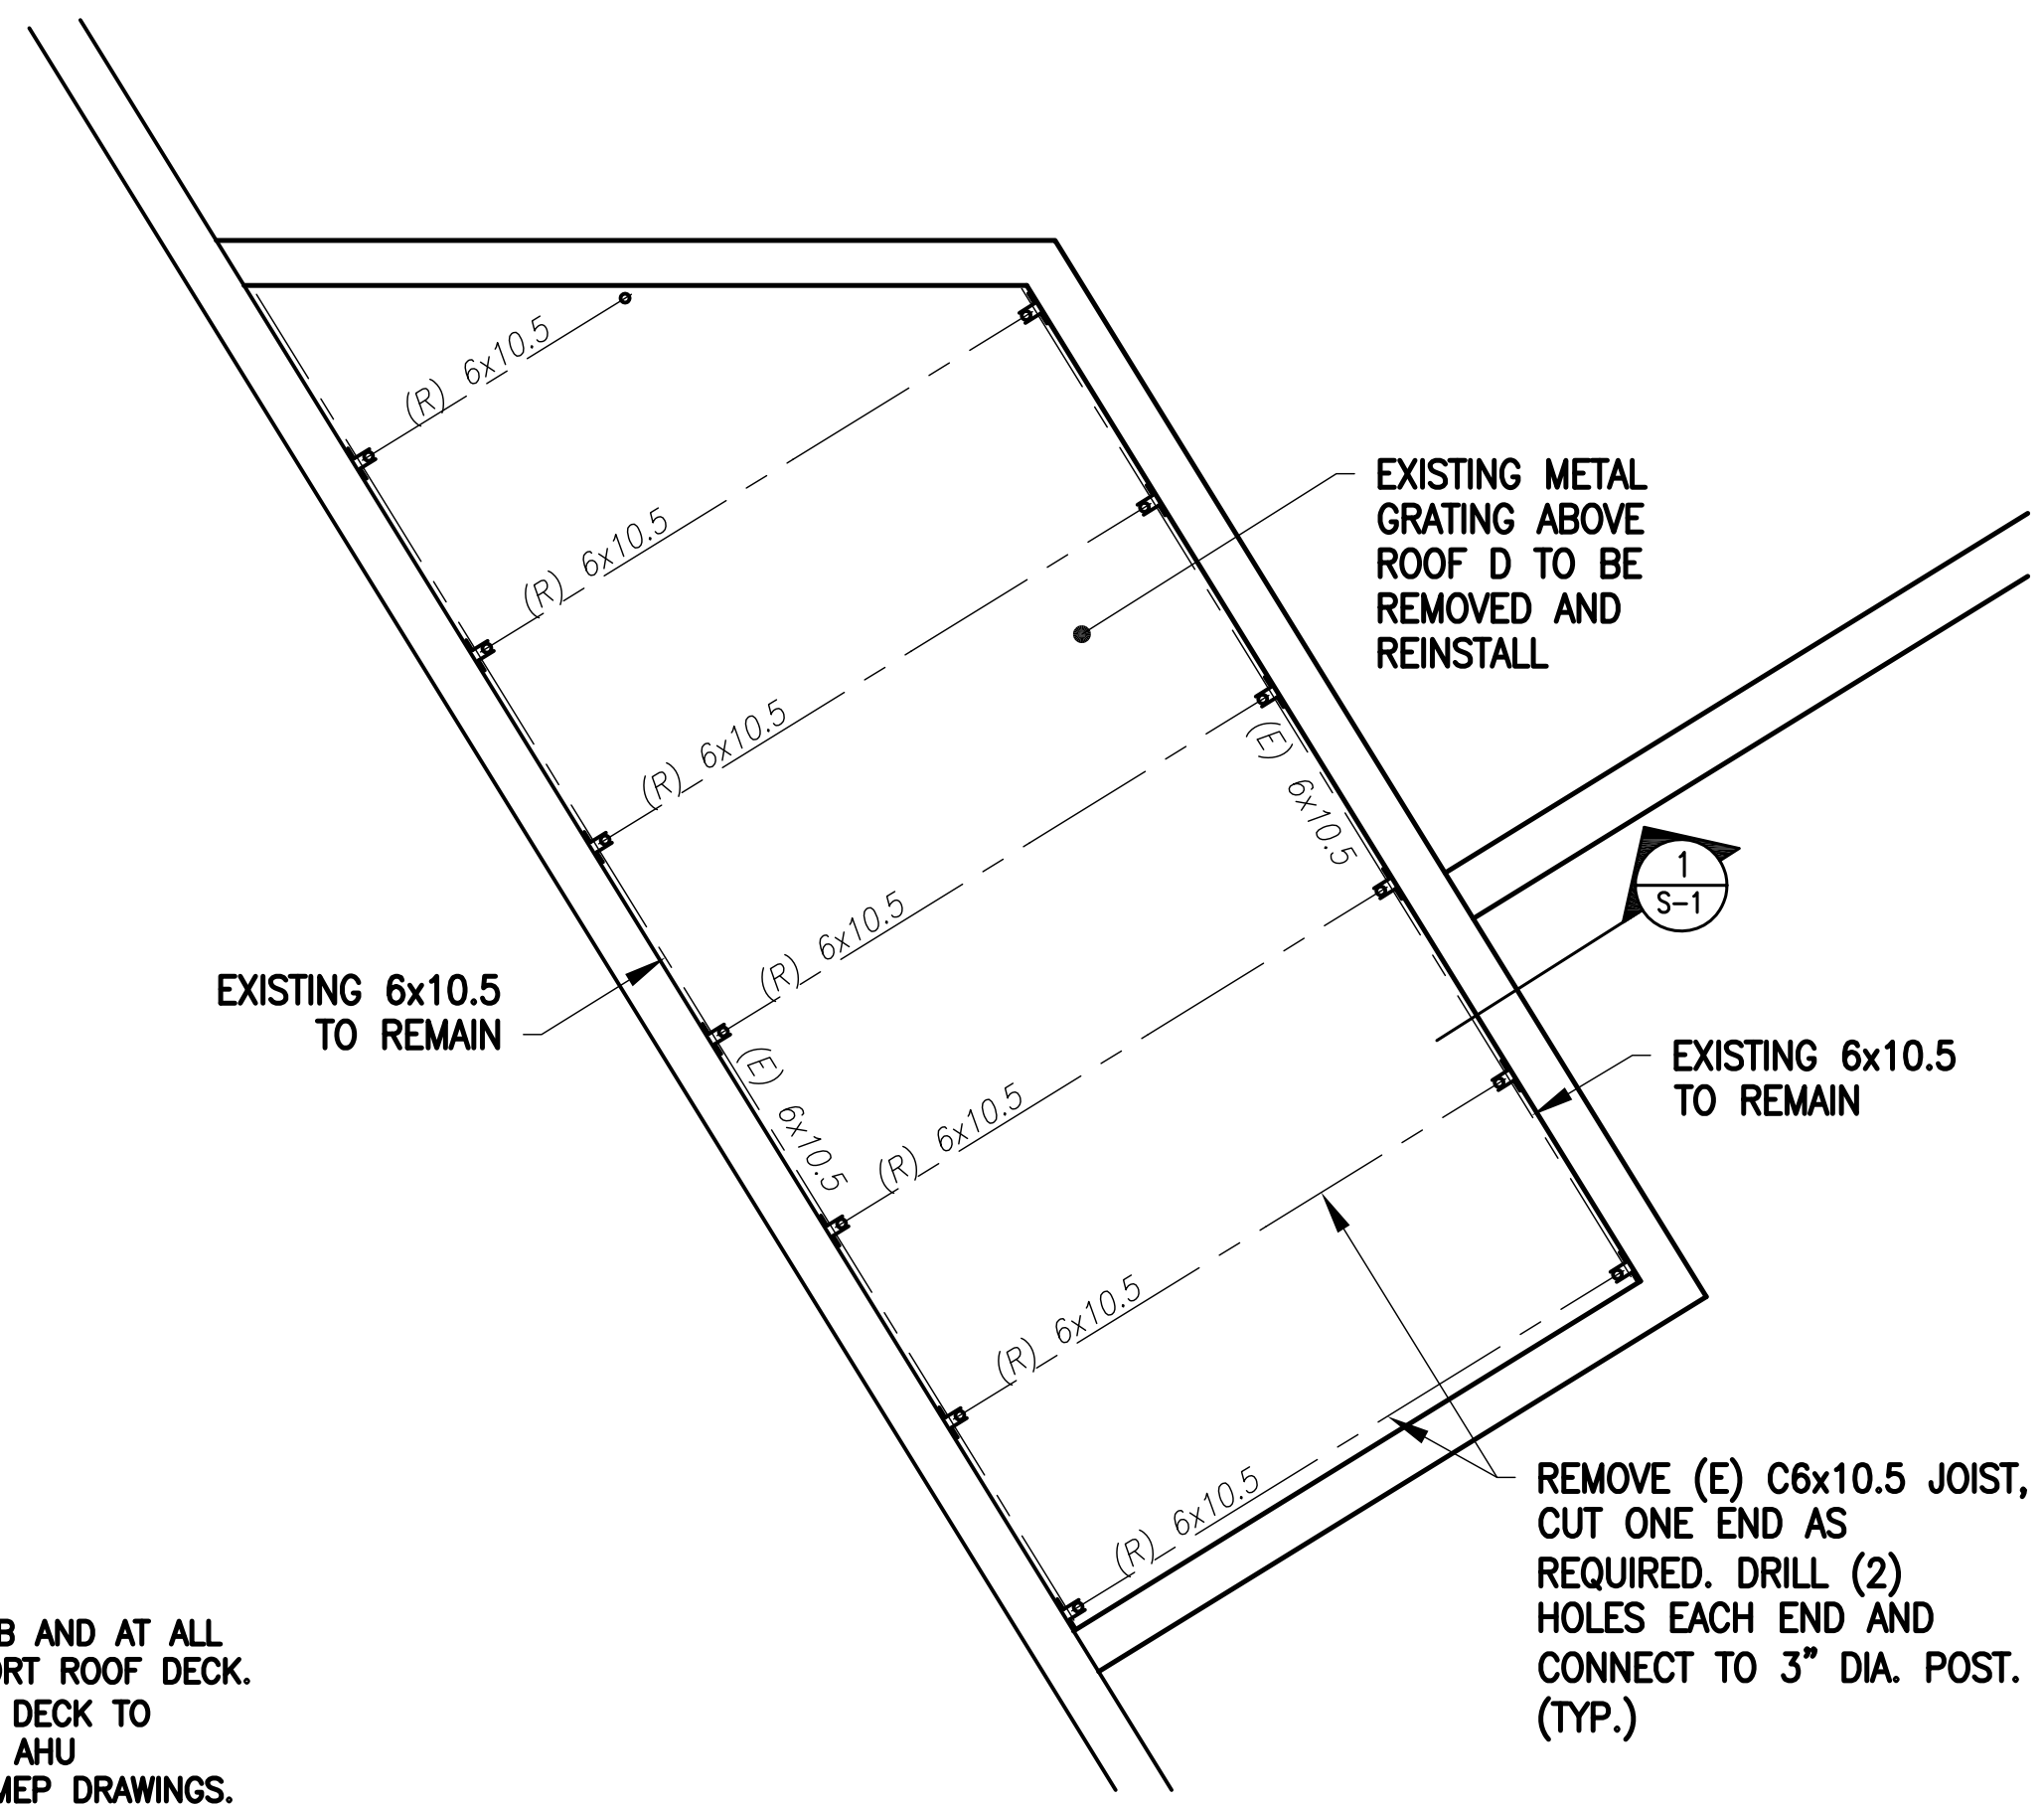 (R) 6x10.5
(R) 6x10.5
EXISTING METAL
GRATING ABOVE
ROOF D TO BE
REMOVED AND
REINSTALL
(R) 6x10.5
(E) 6x10.5
1
S-1
(R) 6x10.5
EXISTING 6x10.5
TO REMAIN
(E) 6x10.5
EXISTING 6x10.5
TO REMAIN
(R) 6x10.5
(R) 6x10.5
(R) 6x10.5
REMOVE (E) C6x10.5 JOIST,
CUT ONE END AS
REQUIRED. DRILL (2)
HOLES EACH END AND
CONNECT TO 3" DIA. POST.
(TYP.)
B AND AT ALL
ORT ROOF DECK.
DECK TO
AHU
MEP DRAWINGS.